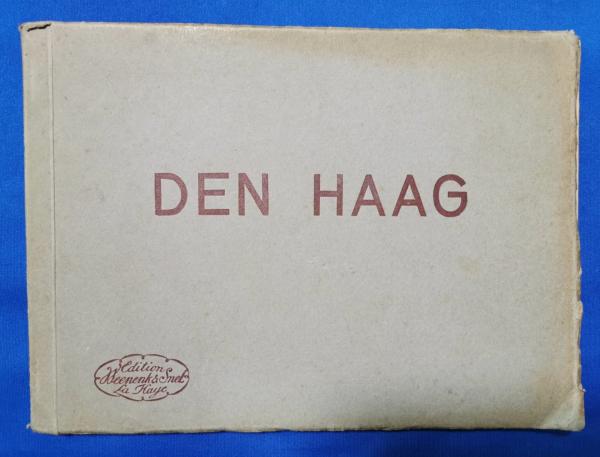 DEN HAAG
Edition
Weenenk & Snel
La Haye